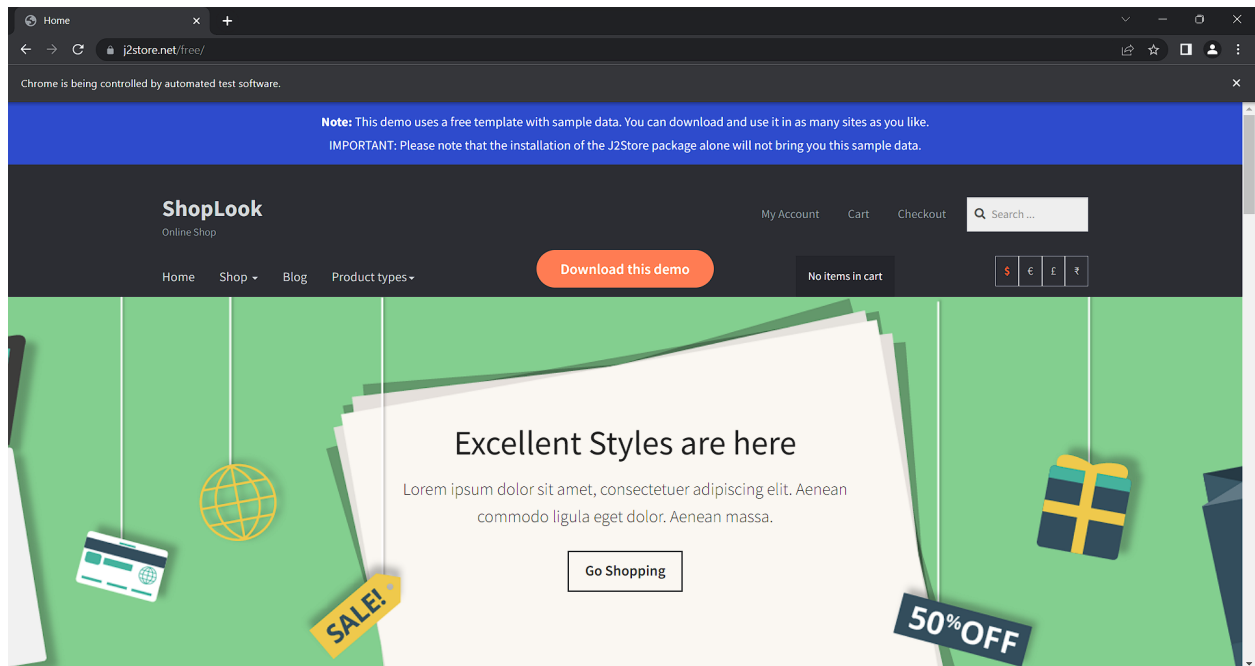 Home
j2store.net/free/
Chrome is being controlled by automated test software.
Note: This demo uses a free template with sample data. You can download and use it in as many sites as you like.
IMPORTANT: Please note that the installation of the J2Store package alone will not bring you this sample data.
ShopLook
Online Shop
My Account Cart Checkout Search ...
Home Shop Blog Product types
Download this demo
No items in cart
$ € £ ₹
Excellent Styles are here
Lorem ipsum dolor sit amet, consectetuer adipiscing elit. Aenean
commodo ligula eget dolor. Aenean massa.
Go Shopping
SALE!
50%OFF